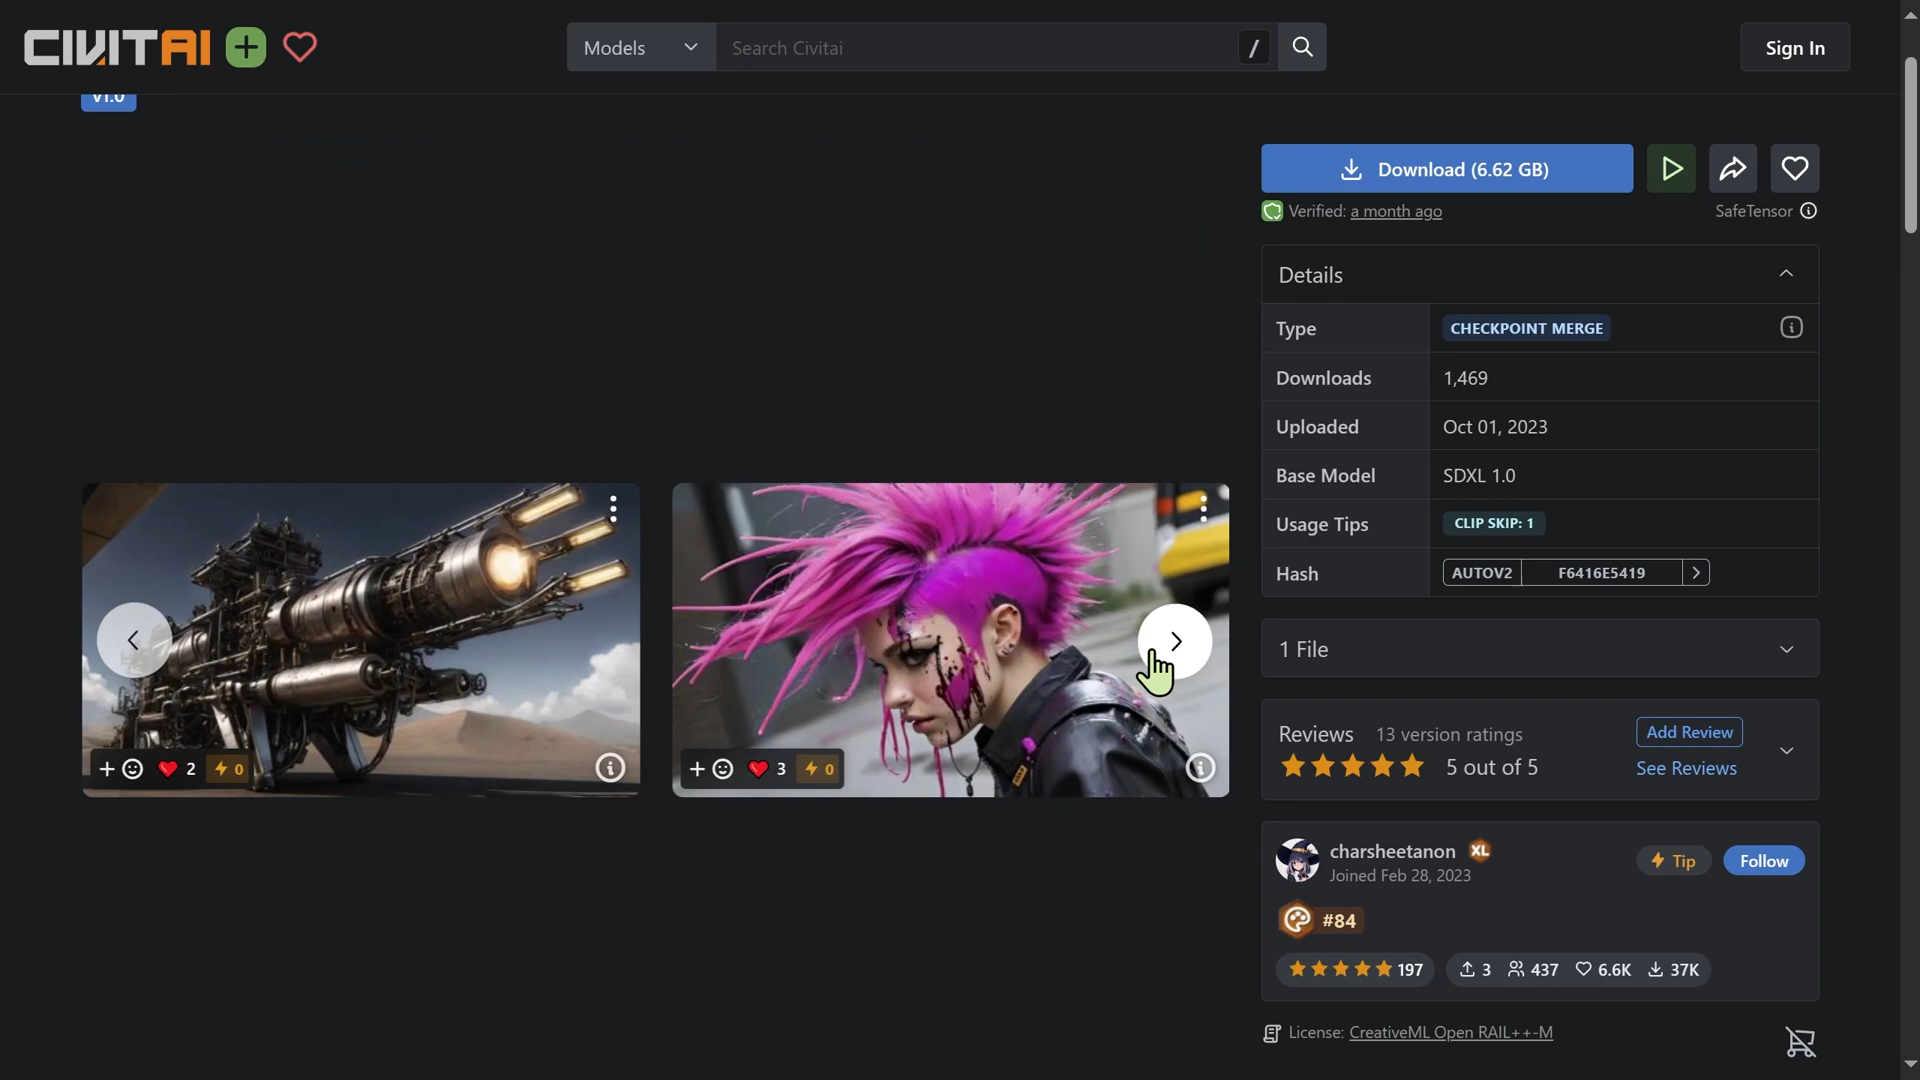 CIVITAI
Models
Search Civitai
/
Sign In
v1.0
Download (6.62 GB)
Verified: a month ago
SafeTensor
Details
Type
CHECKPOINT MERGE
Downloads
1,469
Uploaded
Oct 01, 2023
Base Model
SDXL 1.0
Usage Tips
CLIP SKIP: 1
Hash
AUTOV2
F6416E5419
1 File
Reviews
13 version ratings
Add Review
5 out of 5
See Reviews
2
0
3
0
charsheetanon
XL
Joined Feb 28, 2023
Tip
Follow
#84
197
3
437
6.6K
37K
License: CreativeML Open RAIL++-M